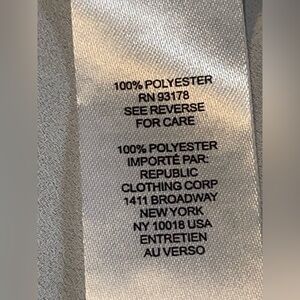 100% POLYESTER
RN 93178
SEE REVERSE
FOR CARE
100% POLYESTER
IMPORTÉ PAR:
REPUBLIC
CLOTHING CORP
1411 BROADWAY
NEW YORK
NY 10018 USA
ENTRETIEN
AU VERSO